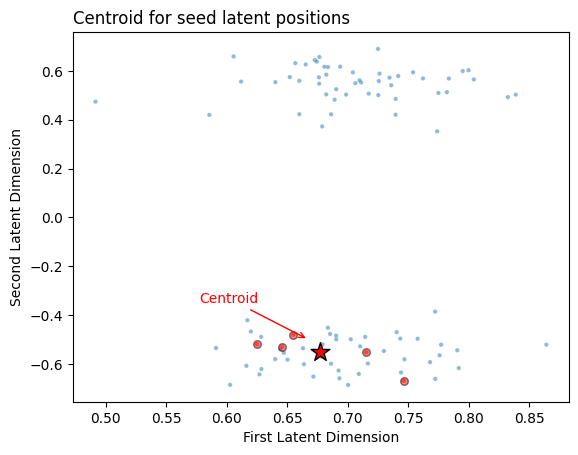 Centroid for seed latent positions
Second Latent Dimension
0.6
0.4
0.2
0.0
−0.2
−0.4
−0.6
Centroid
0.50 0.55 0.60 0.65 0.70 0.75 0.80 0.85
First Latent Dimension